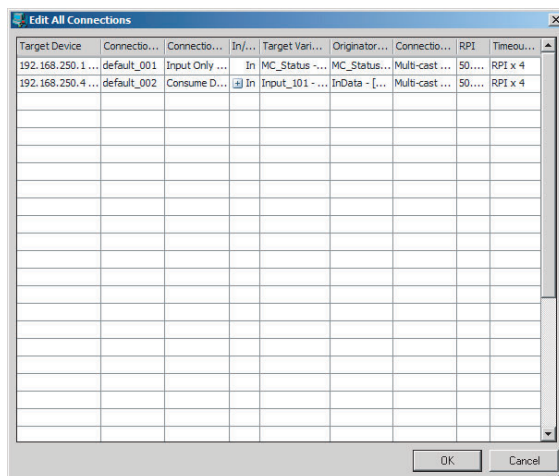 Edit All Connections
Target Device Connectio... Connectio... In/... Target Vari... Originator... Connectio... RPI Timeou...
192.168.250.1 ... default_001 Input Only ... In MC_Status -... MC_Status... Multi-cast ... 50.... RPI x 4
192.168.250.4 ... default_002 Consume D... In Input_101 - ... InData - [... Multi-cast ... 50.... RPI x 4
OK Cancel